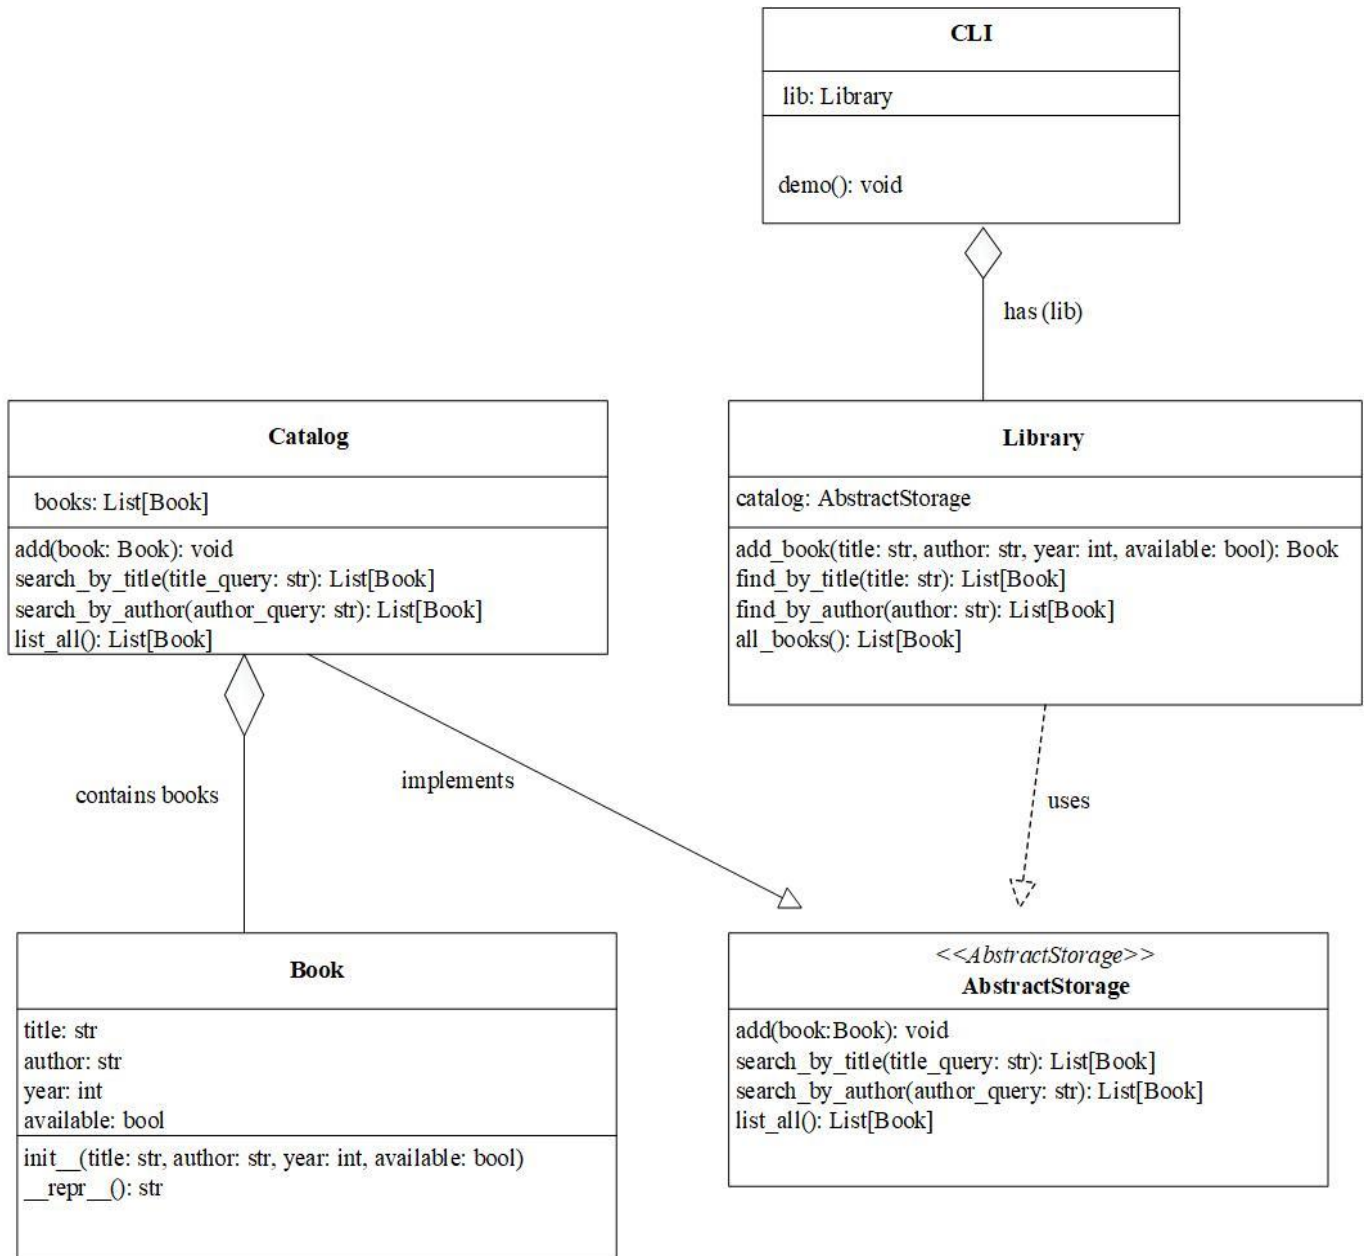 CLI
lib: Library
demo(): void
has (lib)
Catalog
books: List[Book]
add(book: Book): void
search_by_title(title_query: str): List[Book]
search_by_author(author_query: str): List[Book]
list_all(): List[Book]
Library
catalog: AbstractStorage
add_book(title: str, author: str, year: int, available: bool): Book
find_by_title(title: str): List[Book]
find_by_author(author: str): List[Book]
all_books(): List[Book]
contains books
implements
uses
Book
title: str
author: str
year: int
available: bool
init__(title: str, author: str, year: int, available: bool)
__repr__(): str
<<AbstractStorage>>
AbstractStorage
add(book:Book): void
search_by_title(title_query: str): List[Book]
search_by_author(author_query: str): List[Book]
list_all(): List[Book]